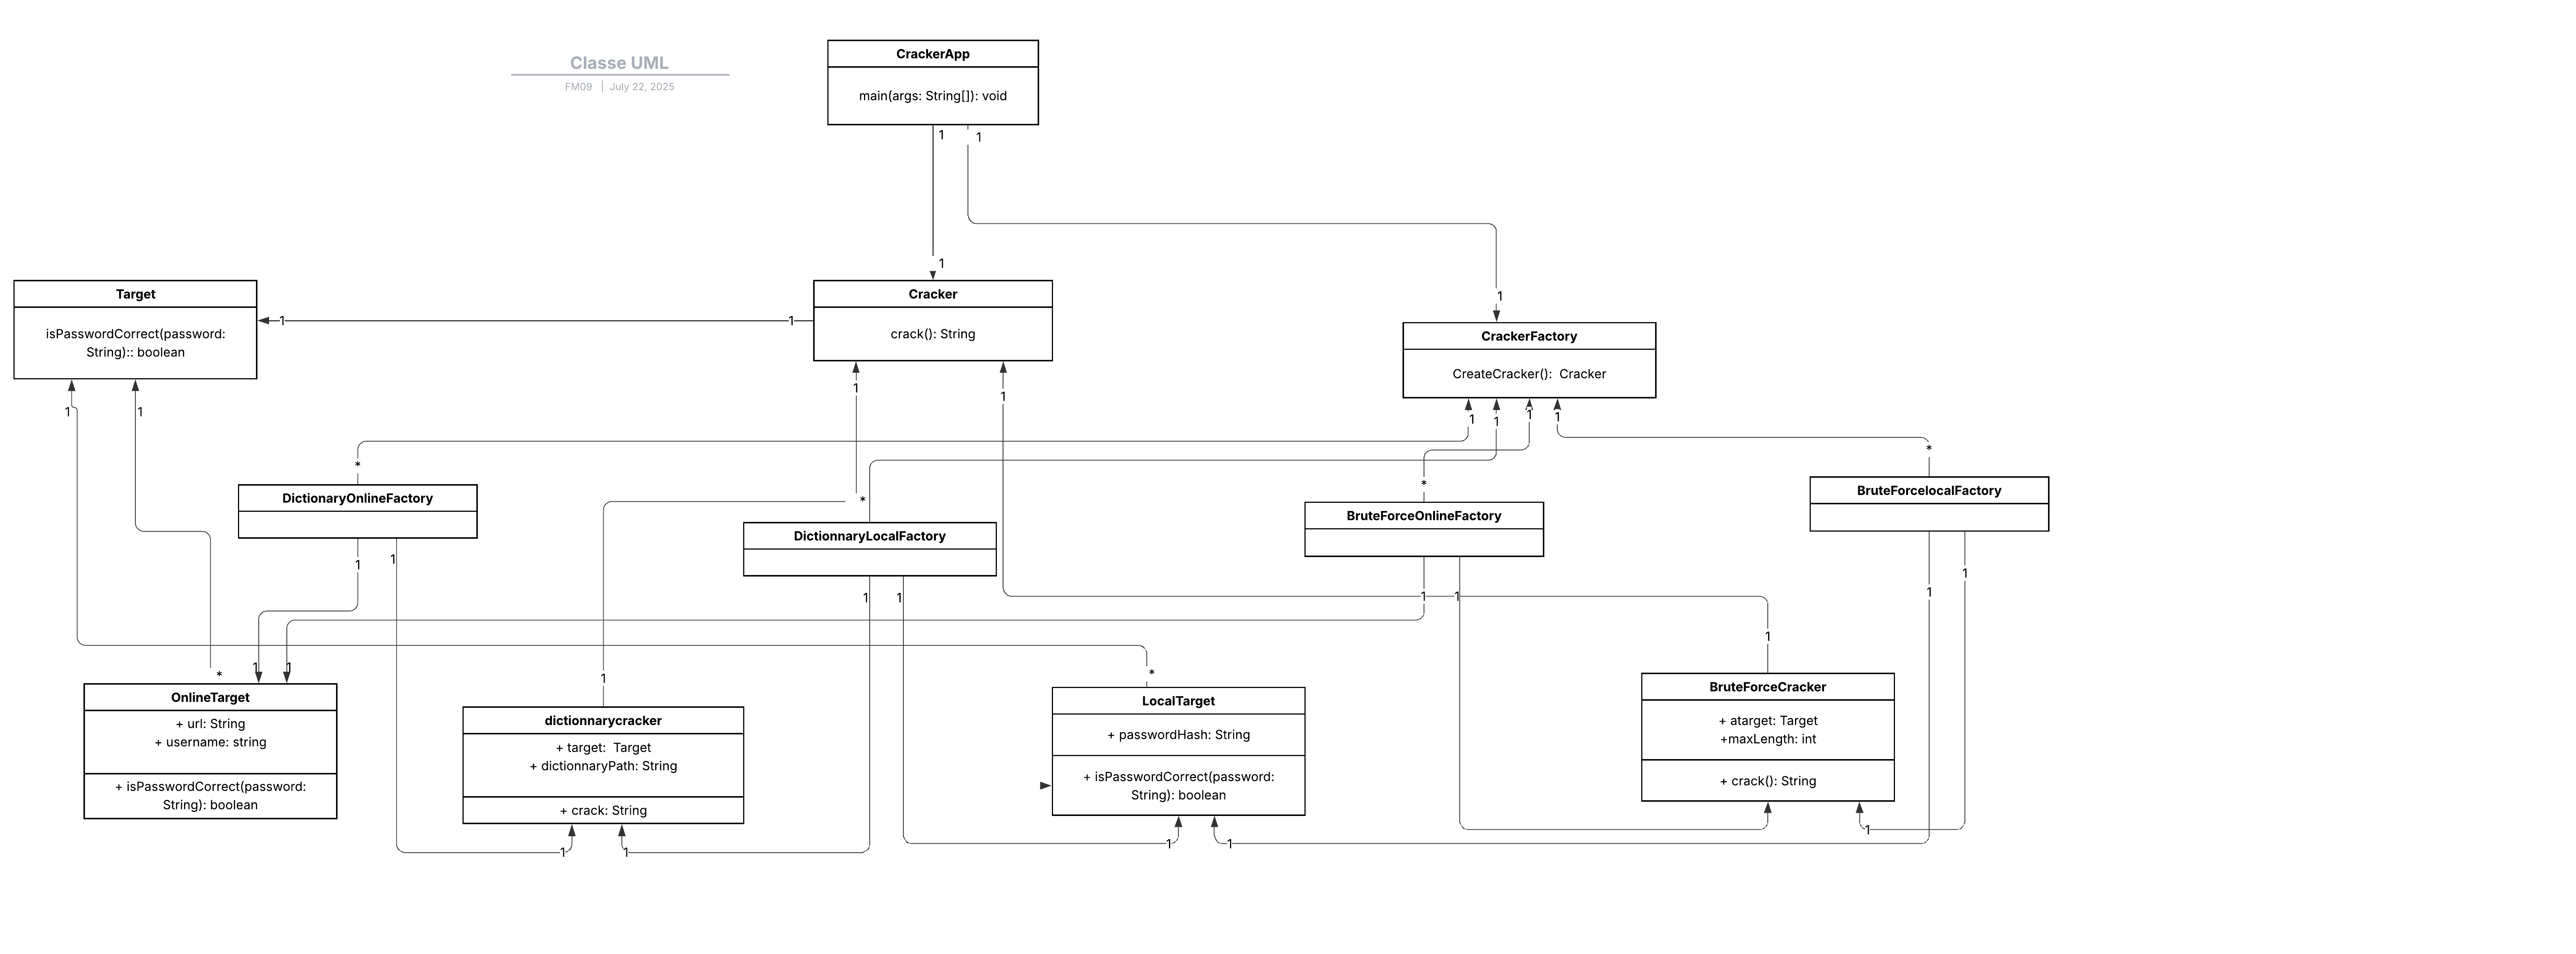 Classe UML
FM09 | July 22, 2025
CrackerApp
main(args: String[]): void
1
1
1
1
Target
isPasswordCorrect(password:
String):: boolean
1
1
Cracker
crack(): String
CrackerFactory
CreateCracker():  Cracker
1
1
1
1
1
1
1
1
*
*
*
*
DictionaryOnlineFactory
DictionnaryLocalFactory
BruteForceOnlineFactory
BruteForcelocalFactory
1
1
1
1
1
1
1
1
1
1
1
1
*
*
OnlineTarget
+ url: String
+ username: string
+ isPasswordCorrect(password:
String): boolean
dictionnarycracker
+ target:  Target
+ dictionnaryPath: String
+ crack: String
LocalTarget
+ passwordHash: String
+ isPasswordCorrect(password:
String): boolean
BruteForceCracker
+ atarget: Target
+maxLength: int
+ crack(): String
1
1
1
1
1